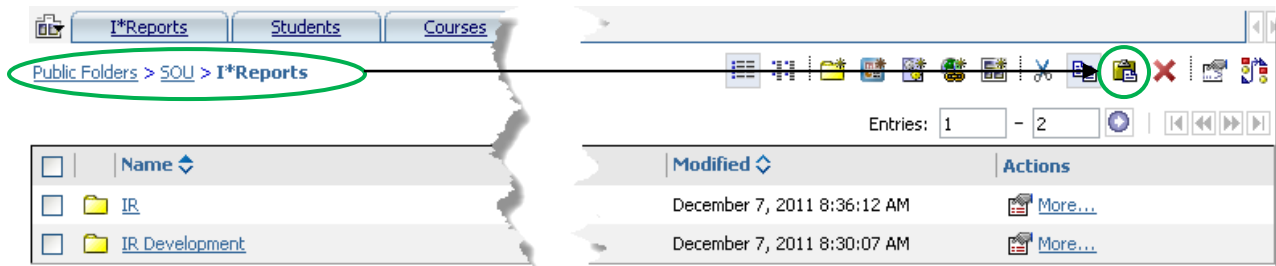 I*Reports Students Courses
Public Folders > SOU > I*Reports
Entries: 1 - 2
Name Modified Actions
IR December 7, 2011 8:36:12 AM More...
IR Development December 7, 2011 8:30:07 AM More...